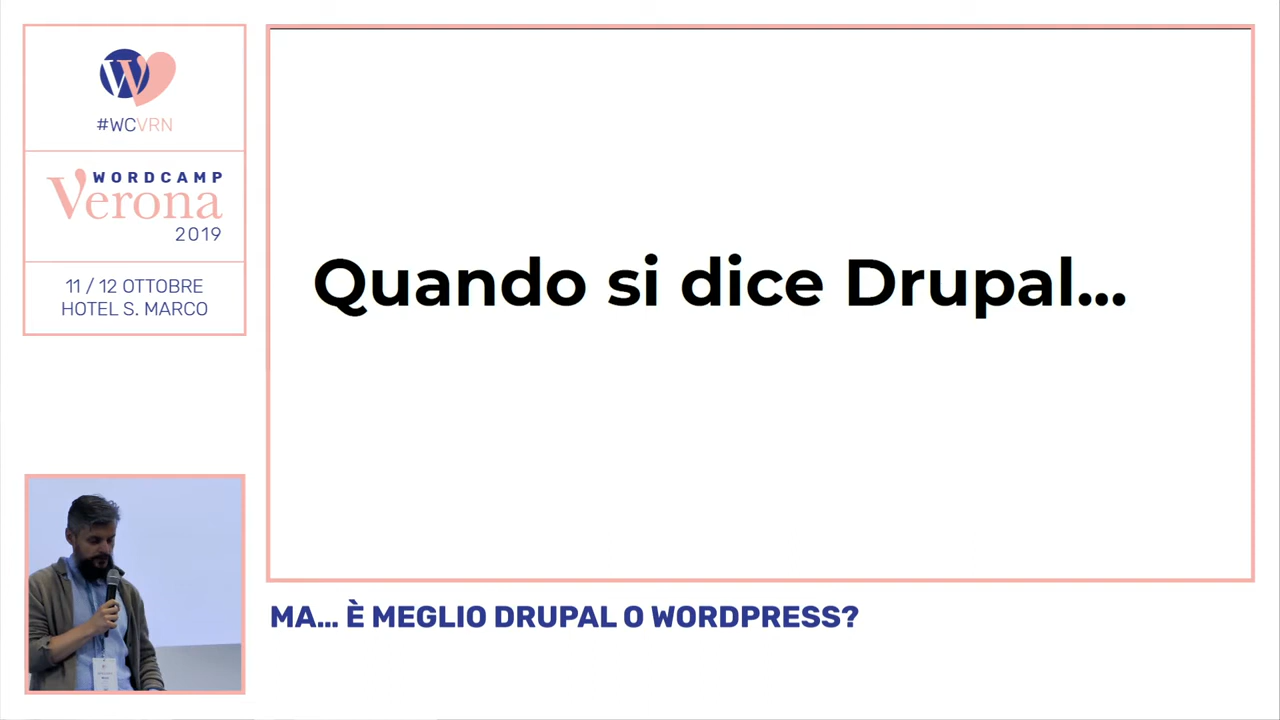 #WCVRN
WORDCAMP
Verona
2019
11 / 12 OTTOBRE
HOTEL S. MARCO
Quando si dice Drupal...
MA... È MEGLIO DRUPAL O WORDPRESS?